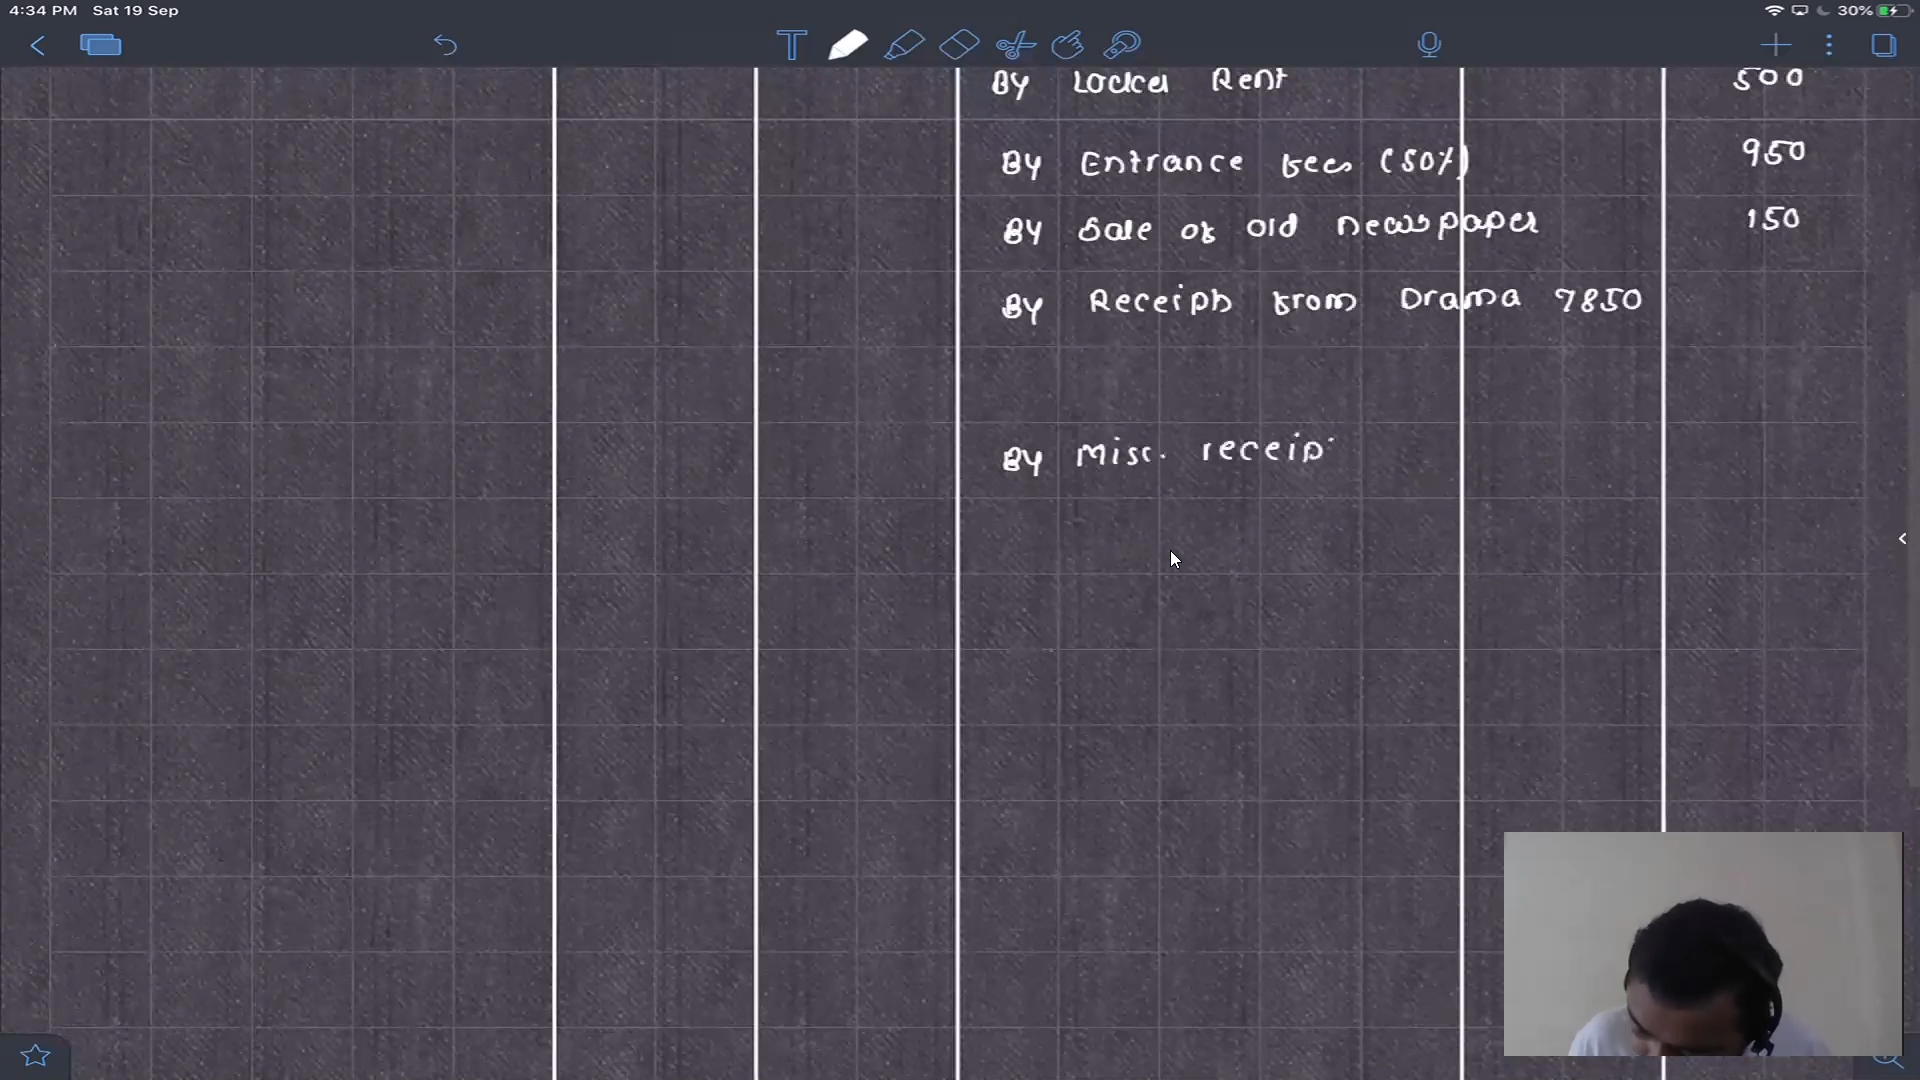 4:34 PM Sat 19 Sep
30%
T
By Locker Rent 500
By Entrance fees (50%) 950
By Sale of old newspaper 150
By Receipts from Drama 7850
By Misc. receip